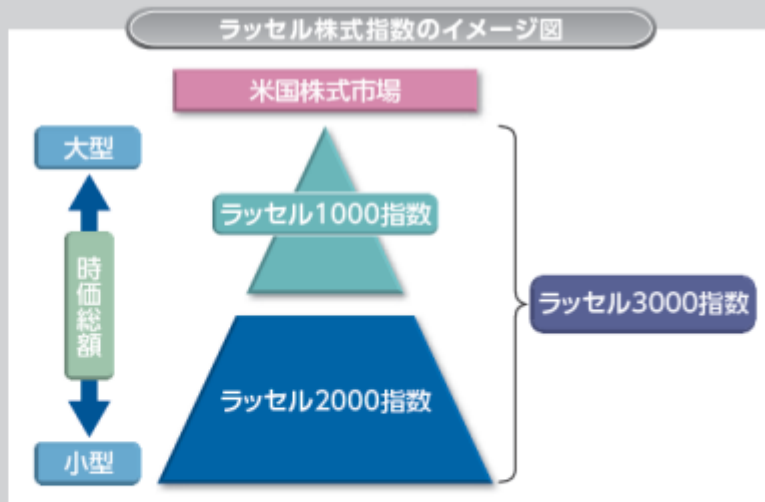 ラッセル株式指数のイメージ図
米国株式市場
大型
ラッセル1000指数
時価総額
ラッセル3000指数
ラッセル2000指数
小型